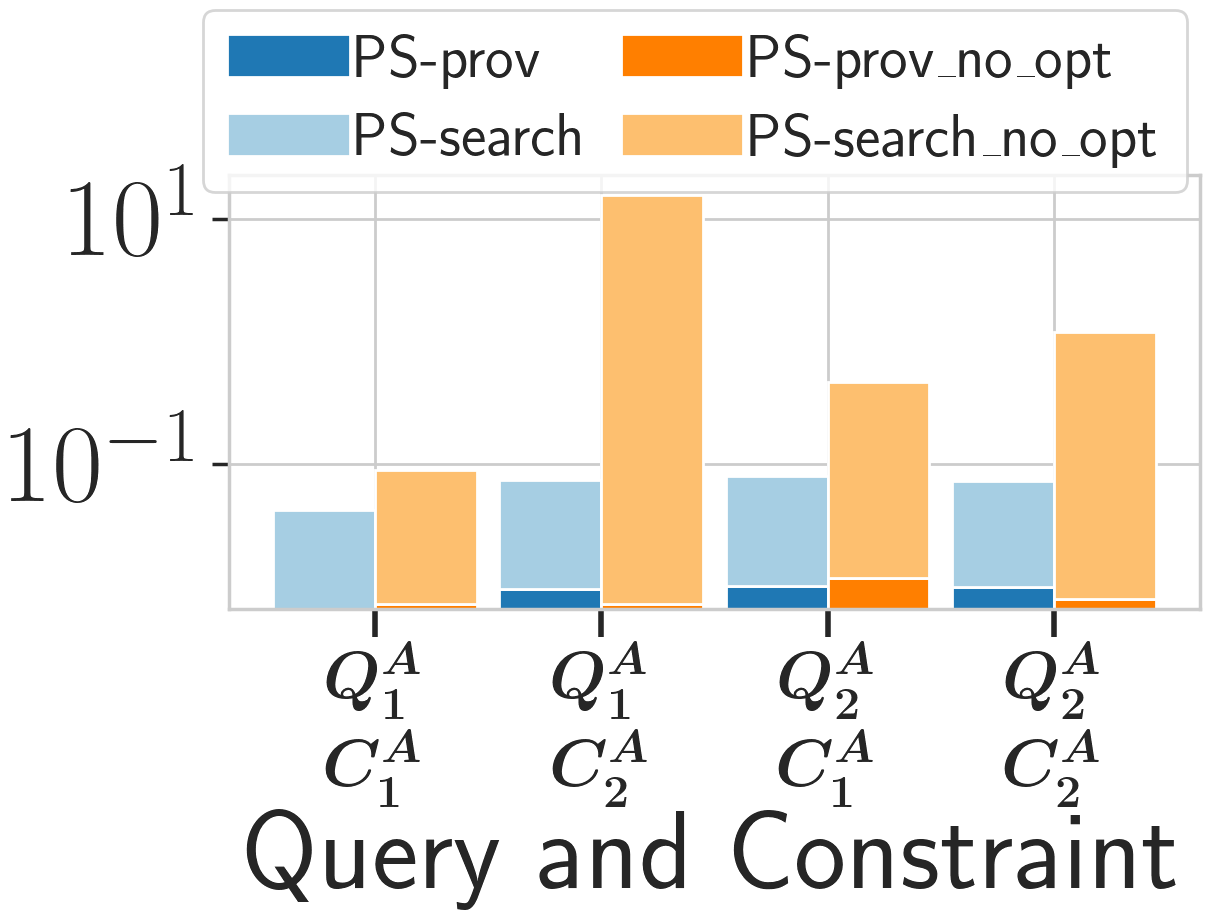 PS-prov PS-prov_no_opt
PS-search PS-search_no_opt
10^1
10^−1
Q_1^A Q_1^A Q_2^A Q_2^A
C_1^A C_2^A C_1^A C_2^A
Query and Constraint